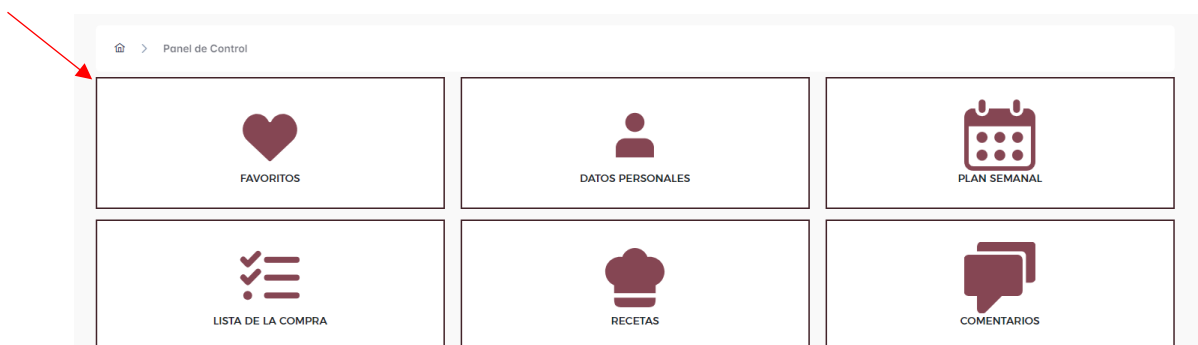 Panel de Control
FAVORITOS
DATOS PERSONALES
PLAN SEMANAL
LISTA DE LA COMPRA
RECETAS
COMENTARIOS